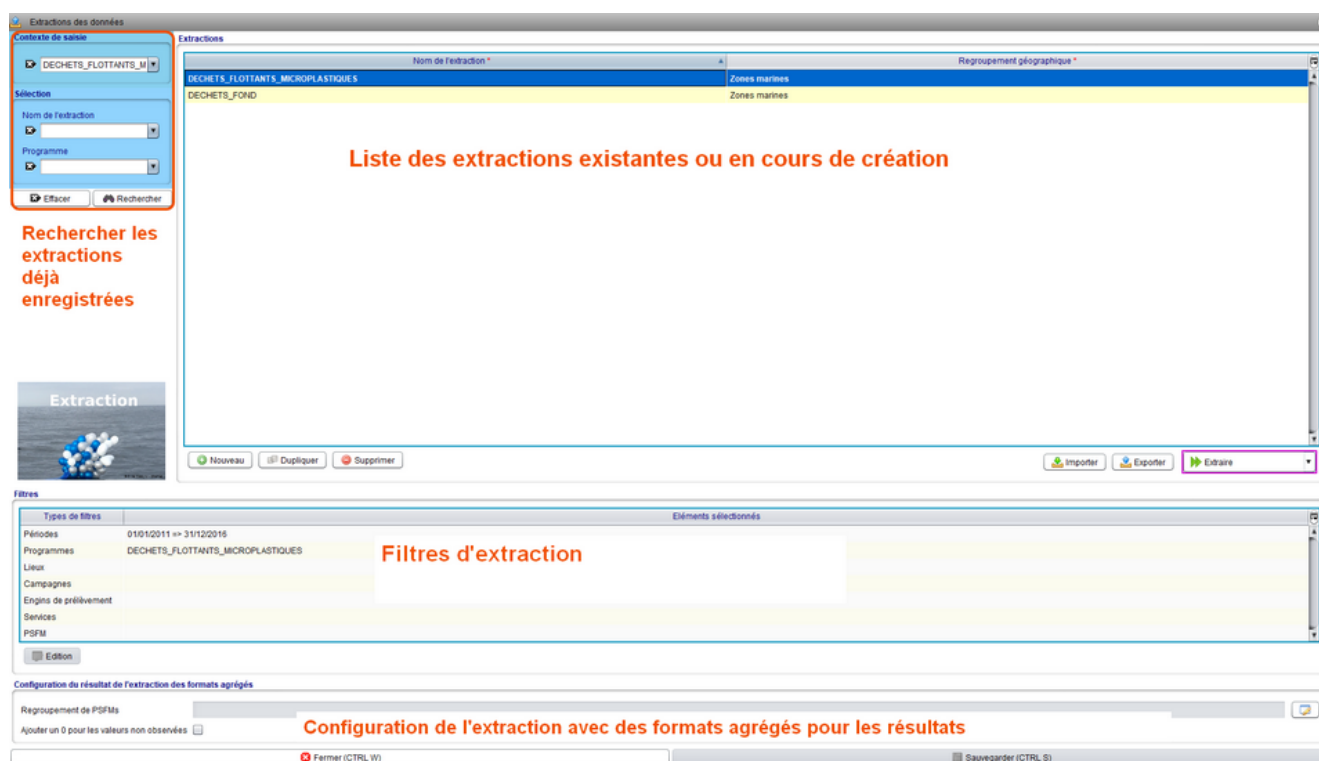 Extractions des données
Contexte de saisie
DECHETS_FLOTTANTS_M
Sélection
Nom de l'extraction
Programme
Effacer Rechercher
Rechercher les
extractions
déjà
enregistrées
Extraction
Extractions
Nom de l'extraction * Regroupement géographique *
DECHETS_FLOTTANTS_MICROPLASTIQUES Zones marines
DECHETS_FOND Zones marines
Liste des extractions existantes ou en cours de création
Nouveau Dupliquer Supprimer Importer Exporter Extraire
Filtres
Types de filtres Eléments sélectionnés
Périodes 01/01/2011 => 31/12/2016
Programmes DECHETS_FLOTTANTS_MICROPLASTIQUES
Lieux
Campagnes
Engins de prélèvement
Services
PSFM
Filtres d'extraction
Edition
Configuration du résultat de l'extraction des formats agrégés
Regroupement de PSFMs
Ajouter un 0 pour les valeurs non observées
Configuration de l'extraction avec des formats agrégés pour les résultats
Fermer (CTRL W) Sauvegarder (CTRL S)